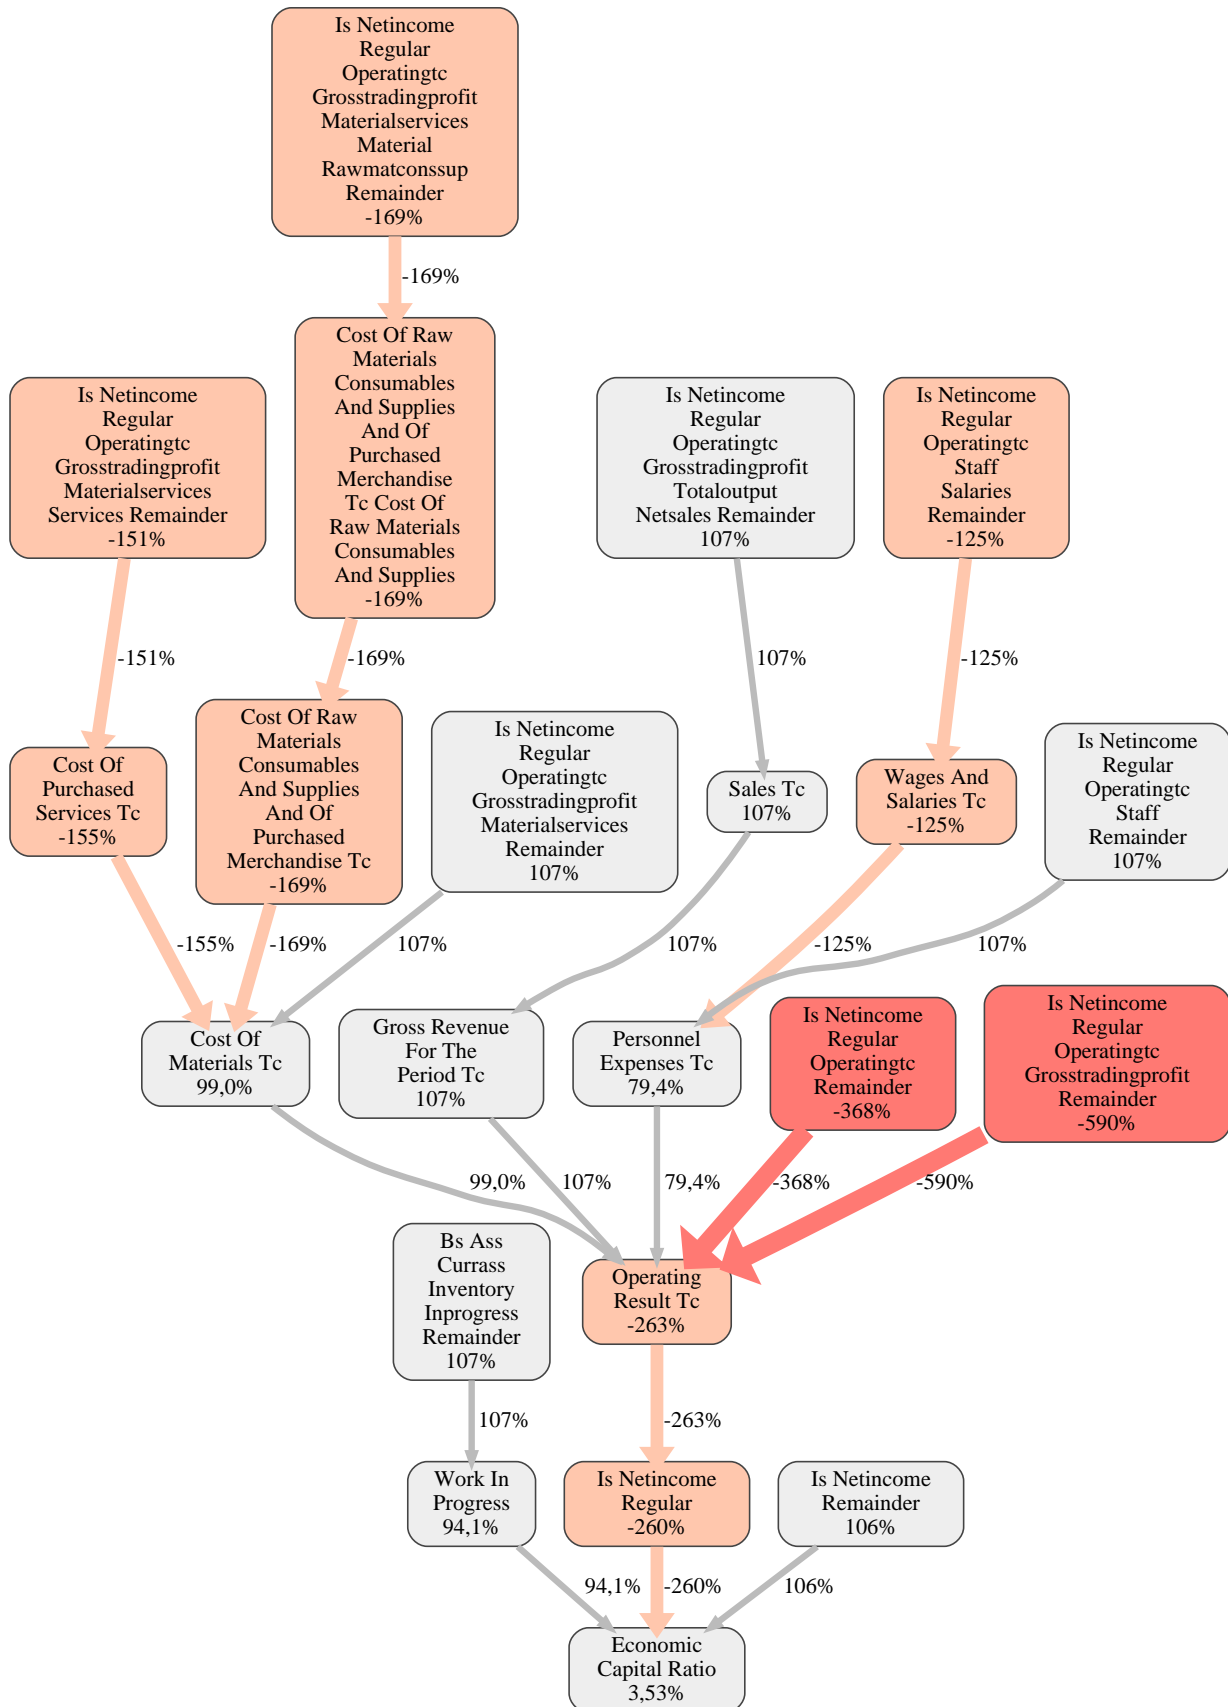 Is Netincome
Regular
Operatingtc
Grosstradingprofit
Materialservices
Material
Rawmatconssup
Remainder
-169%
-169%
Cost Of Raw
Materials
Consumables
And Supplies
And Of
Purchased
Merchandise
Tc Cost Of
Raw Materials
Consumables
And Supplies
-169%
Is Netincome
Regular
Operatingtc
Grosstradingprofit
Materialservices
Services Remainder
-151%
Is Netincome
Regular
Operatingtc
Grosstradingprofit
Totaloutput
Netsales Remainder
107%
Is Netincome
Regular
Operatingtc
Staff
Salaries
Remainder
-125%
-151%
-169%
107%
-125%
Cost Of
Purchased
Services Tc
-155%
Cost Of Raw
Materials
Consumables
And Supplies
And Of
Purchased
Merchandise Tc
-169%
Is Netincome
Regular
Operatingtc
Grosstradingprofit
Materialservices
Remainder
107%
Sales Tc
107%
Wages And
Salaries Tc
-125%
Is Netincome
Regular
Operatingtc
Staff
Remainder
107%
-155%
-169%
107%
107%
-125%
107%
Cost Of
Materials Tc
99,0%
Gross Revenue
For The
Period Tc
107%
Personnel
Expenses Tc
79,4%
Is Netincome
Regular
Operatingtc
Remainder
-368%
Is Netincome
Regular
Operatingtc
Grosstradingprofit
Remainder
-590%
99,0%
107%
79,4%
-368%
-590%
Bs Ass
Currass
Inventory
Inprogress
Remainder
107%
Operating
Result Tc
-263%
107%
-263%
Work In
Progress
94,1%
Is Netincome
Regular
-260%
Is Netincome
Remainder
106%
94,1%
-260%
106%
Economic
Capital Ratio
3,53%